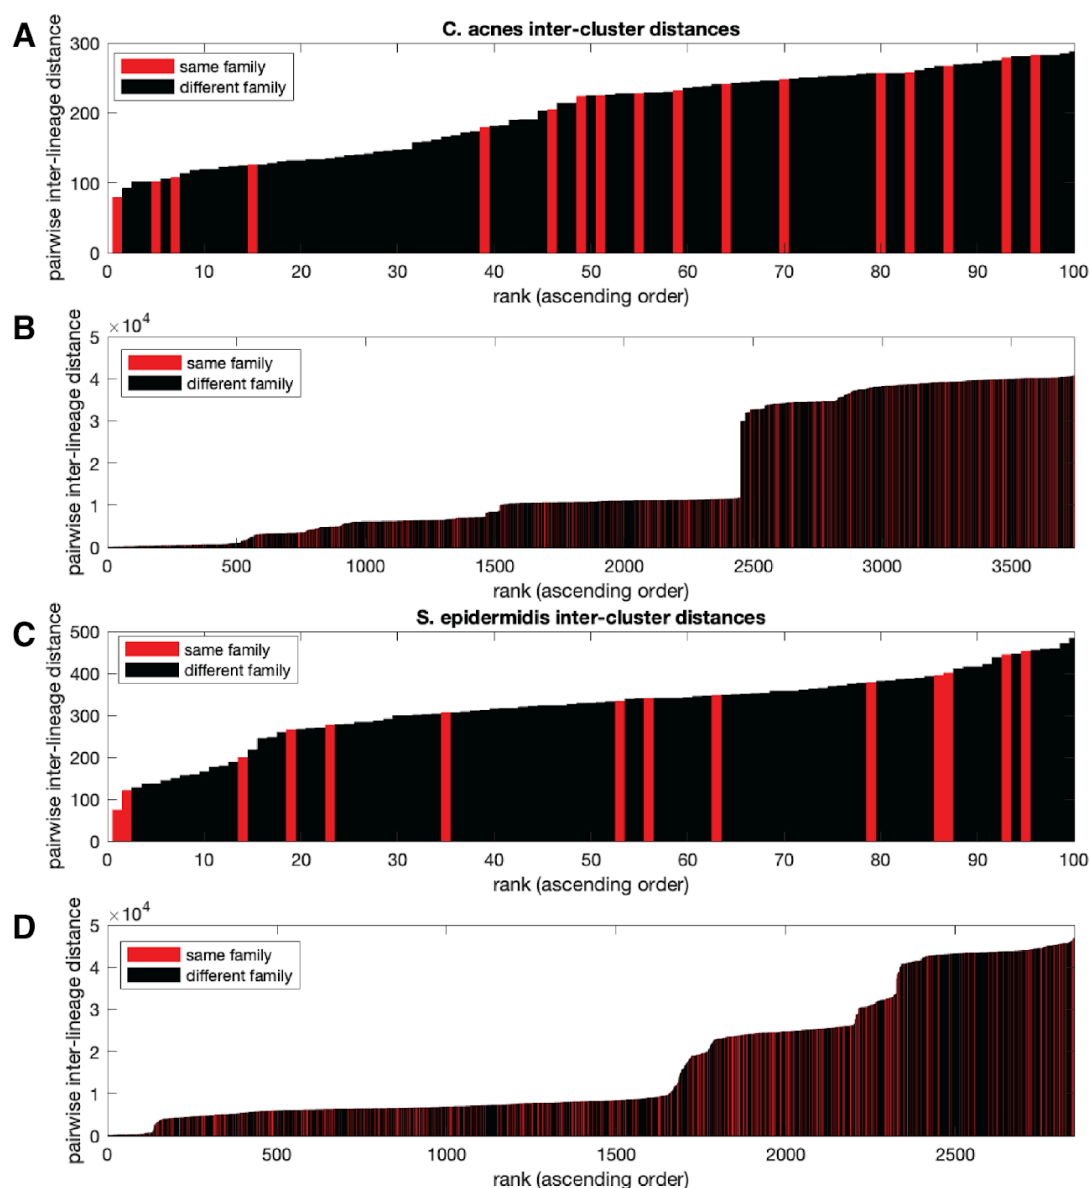 A
C. acnes inter-cluster distances
pairwise inter-lineage distance
300
200
100
0
same family
different family
0 10 20 30 40 50 60 70 80 90 100
rank (ascending order)
B
×10⁴
pairwise inter-lineage distance
5
4
3
2
1
0
same family
different family
0 500 1000 1500 2000 2500 3000 3500
rank (ascending order)
C
S. epidermidis inter-cluster distances
pairwise inter-lineage distance
500
400
300
200
100
0
same family
different family
0 10 20 30 40 50 60 70 80 90 100
rank (ascending order)
D
×10⁴
pairwise inter-lineage distance
5
4
3
2
1
0
same family
different family
0 500 1000 1500 2000 2500
rank (ascending order)